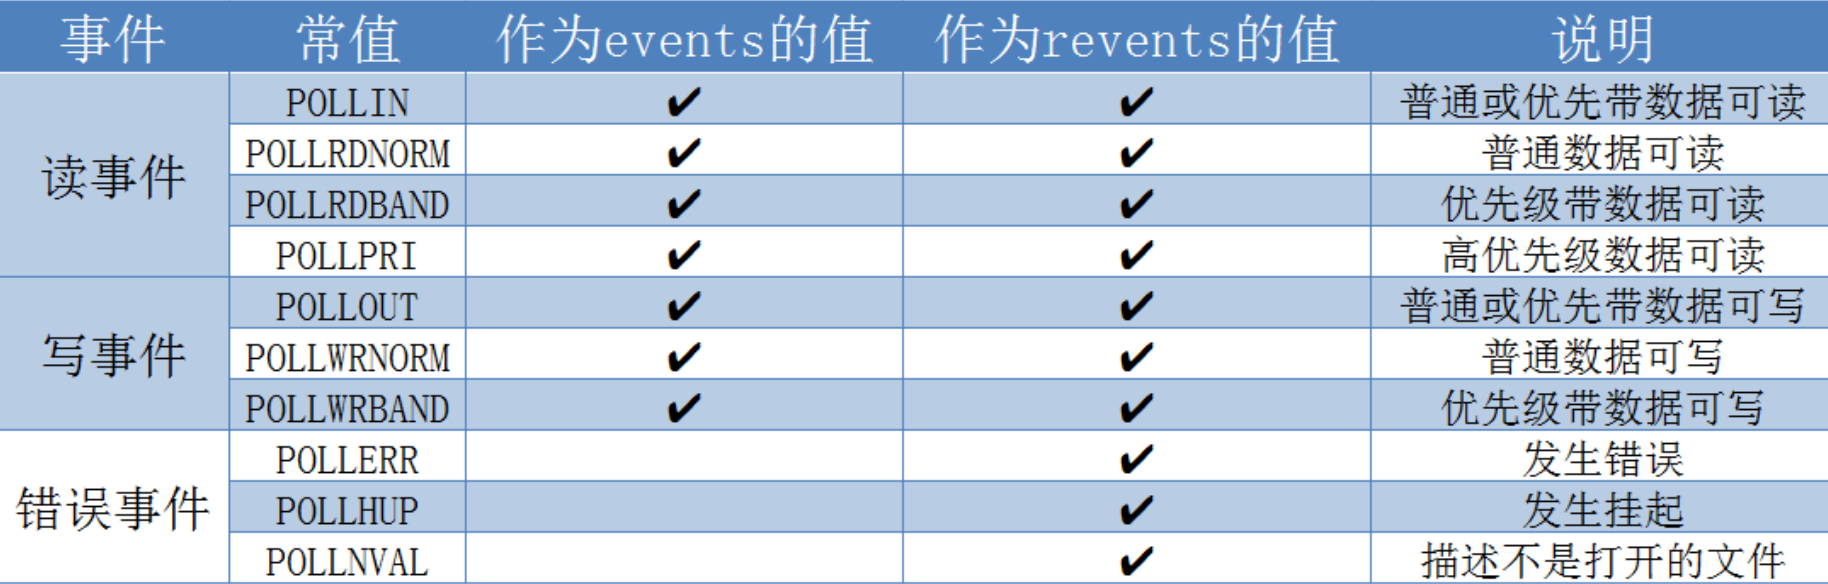 事件 常值 作为events的值 作为revents的值 说明
读事件 POLLIN ✔ ✔ 普通或优先带数据可读
POLLRDNORM ✔ ✔ 普通数据可读
POLLRDBAND ✔ ✔ 优先级带数据可读
POLLPRI ✔ ✔ 高优先级数据可读
写事件 POLLOUT ✔ ✔ 普通或优先带数据可写
POLLWRNORM ✔ ✔ 普通数据可写
POLLWRBAND ✔ ✔ 优先级带数据可写
错误事件 POLLERR ✔ 发生错误
POLLHUP ✔ 发生挂起
POLLNVAL ✔ 描述不是打开的文件